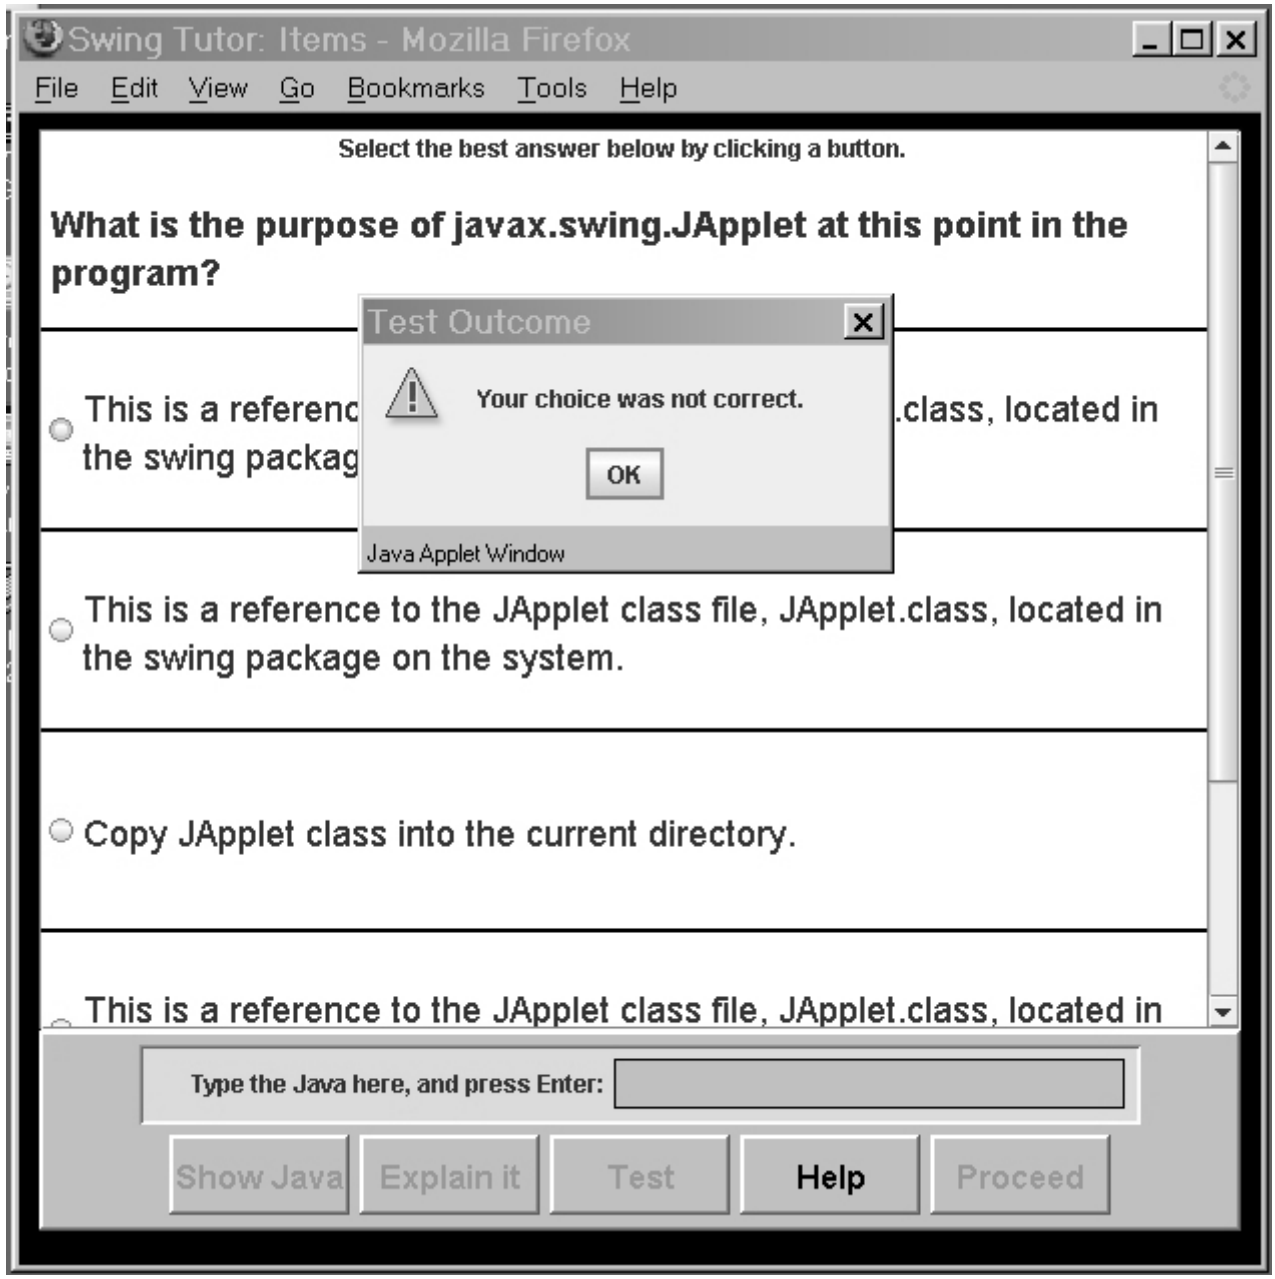 Swing Tutor: Items - Mozilla Firefox
File Edit View Go Bookmarks Tools Help
Select the best answer below by clicking a button.
What is the purpose of javax.swing.JApplet at this point in the
program?
Test Outcome
Your choice was not correct.
OK
Java Applet Window
This is a referenc .class, located in
the swing packag
This is a reference to the JApplet class file, JApplet.class, located in
the swing package on the system.
Copy JApplet class into the current directory.
This is a reference to the JApplet class file, JApplet.class, located in
Type the Java here, and press Enter:
Show Java Explain it Test Help Proceed